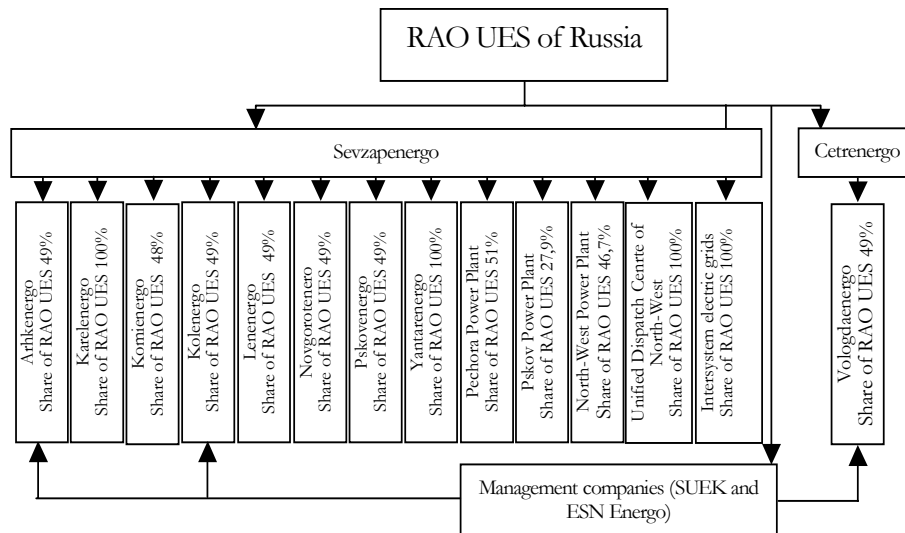 RAO UES of Russia
Sevzapenergo
Cetrenergo
Arhkenergo
Share of RAO UES 49%
Karelenergo
Share of RAO UES 100%
Komienergo
Share of RAO UES 48%
Kolenergo
Share of RAO UES 49%
Lenenergo
Share of RAO UES 49%
Novgorotenero
Share of RAO UES 49%
Pskovenergo
Share of RAO UES 49%
Yantarenergo
Share of RAO UES 100%
Pechora Power Plant
Share of RAO UES 51%
Pskov Power Plant
Share of RAO UES 27,9%
North-West Power Plant
Share of RAO UES 46,7%
Unified Dispatch Cenrte of
North-West
Share of RAO UES 100%
Intersystem electric grids
Share of RAO UES 100%
Vologdaenergo
Share of RAO UES 49%
Management companies (SUEK and
ESN Energo)